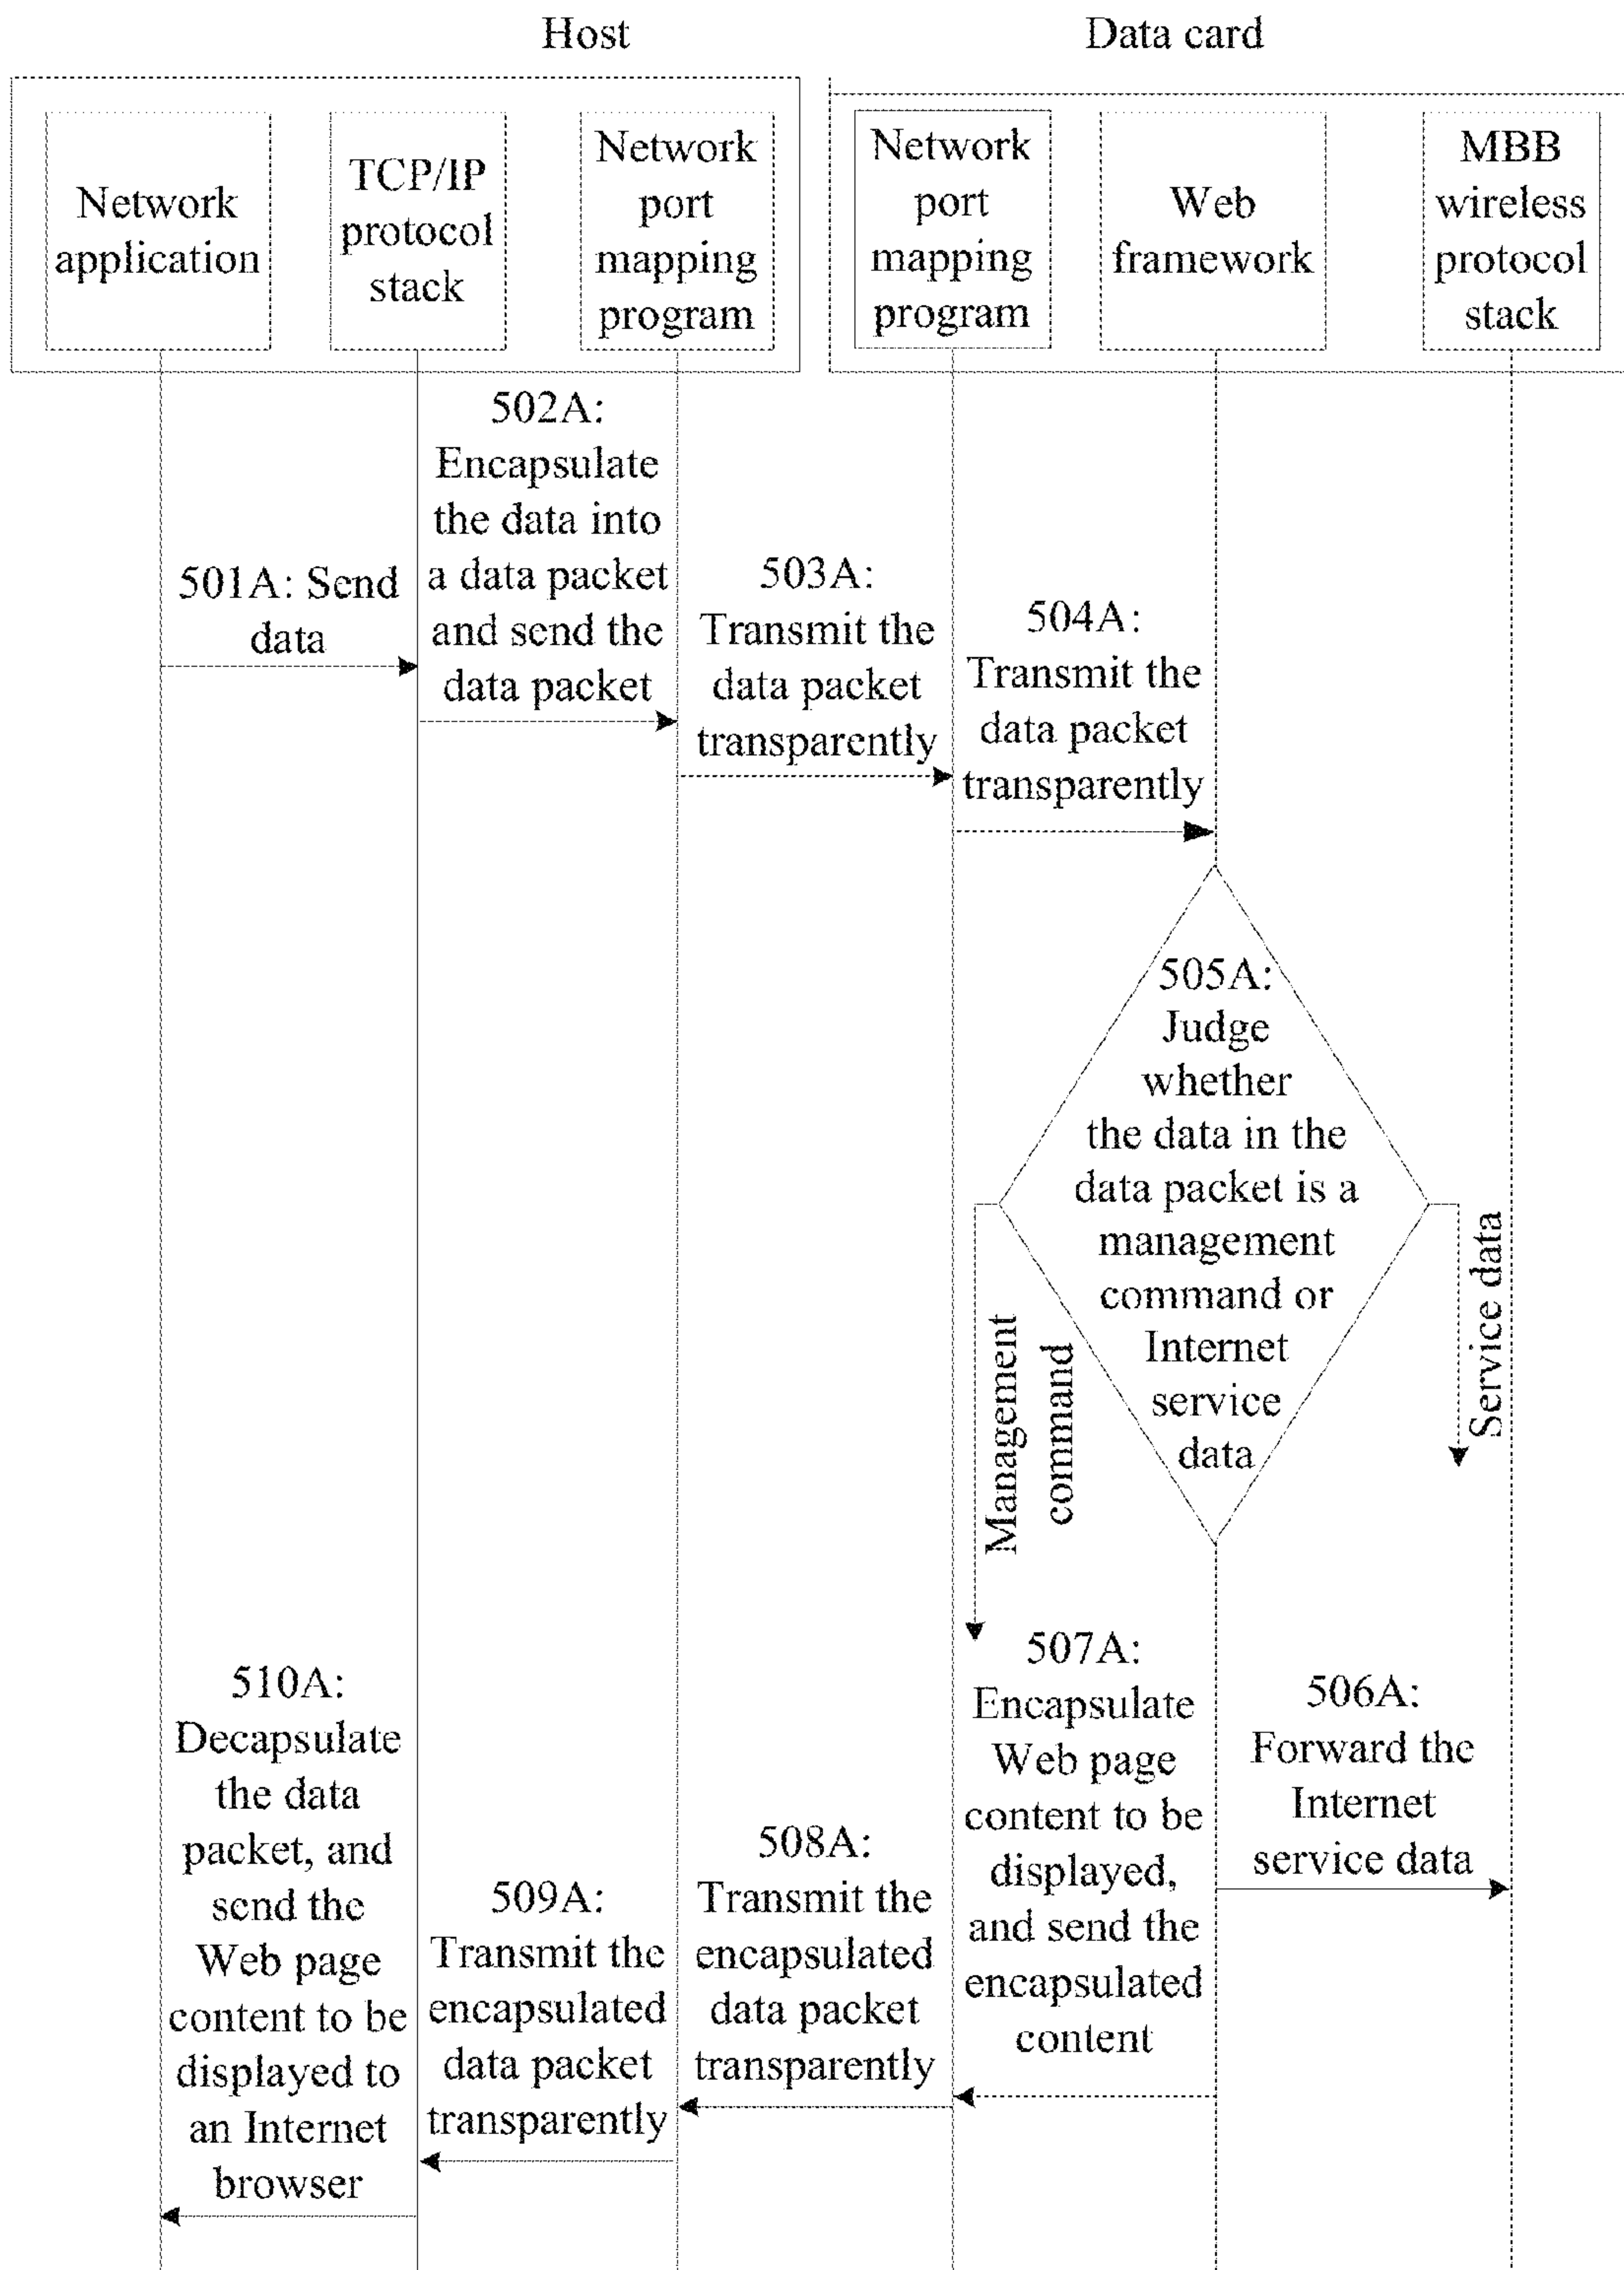 Host
Data card
Network
application
TCP/IP
protocol
stack
Network
port
mapping
program
Network
port
mapping
program
Web
framework
MBB
wireless
protocol
stack
501A: Send
data
502A:
Encapsulate
the data into
a data packet
and send the
data packet
503A:
Transmit the
data packet
transparently
504A:
Transmit the
data packet
transparently
505A:
Judge
whether
the data in the
data packet is a
management
command or
Internet
service
data
Management
command
Service data
506A:
Forward the
Internet
service data
507A:
Encapsulate
Web page
content to be
displayed,
and send the
encapsulated
content
508A:
Transmit the
encapsulated
data packet
transparently
509A:
Transmit the
encapsulated
data packet
transparently
510A:
Decapsulate
the data
packet, and
send the
Web page
content to be
displayed to
an Internet
browser